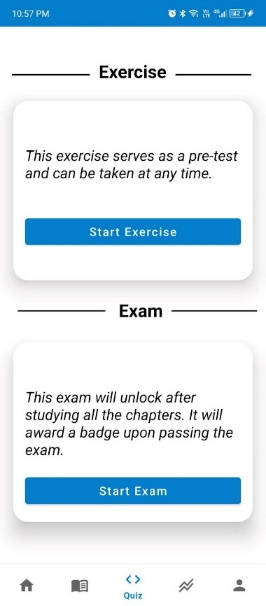 10:57 PM
82
Exercise
This exercise serves as a pre-test
and can be taken at any time.
Start Exercise
Exam
This exam will unlock after
studying all the chapters. It will
award a badge upon passing the
exam.
Start Exam
Quiz